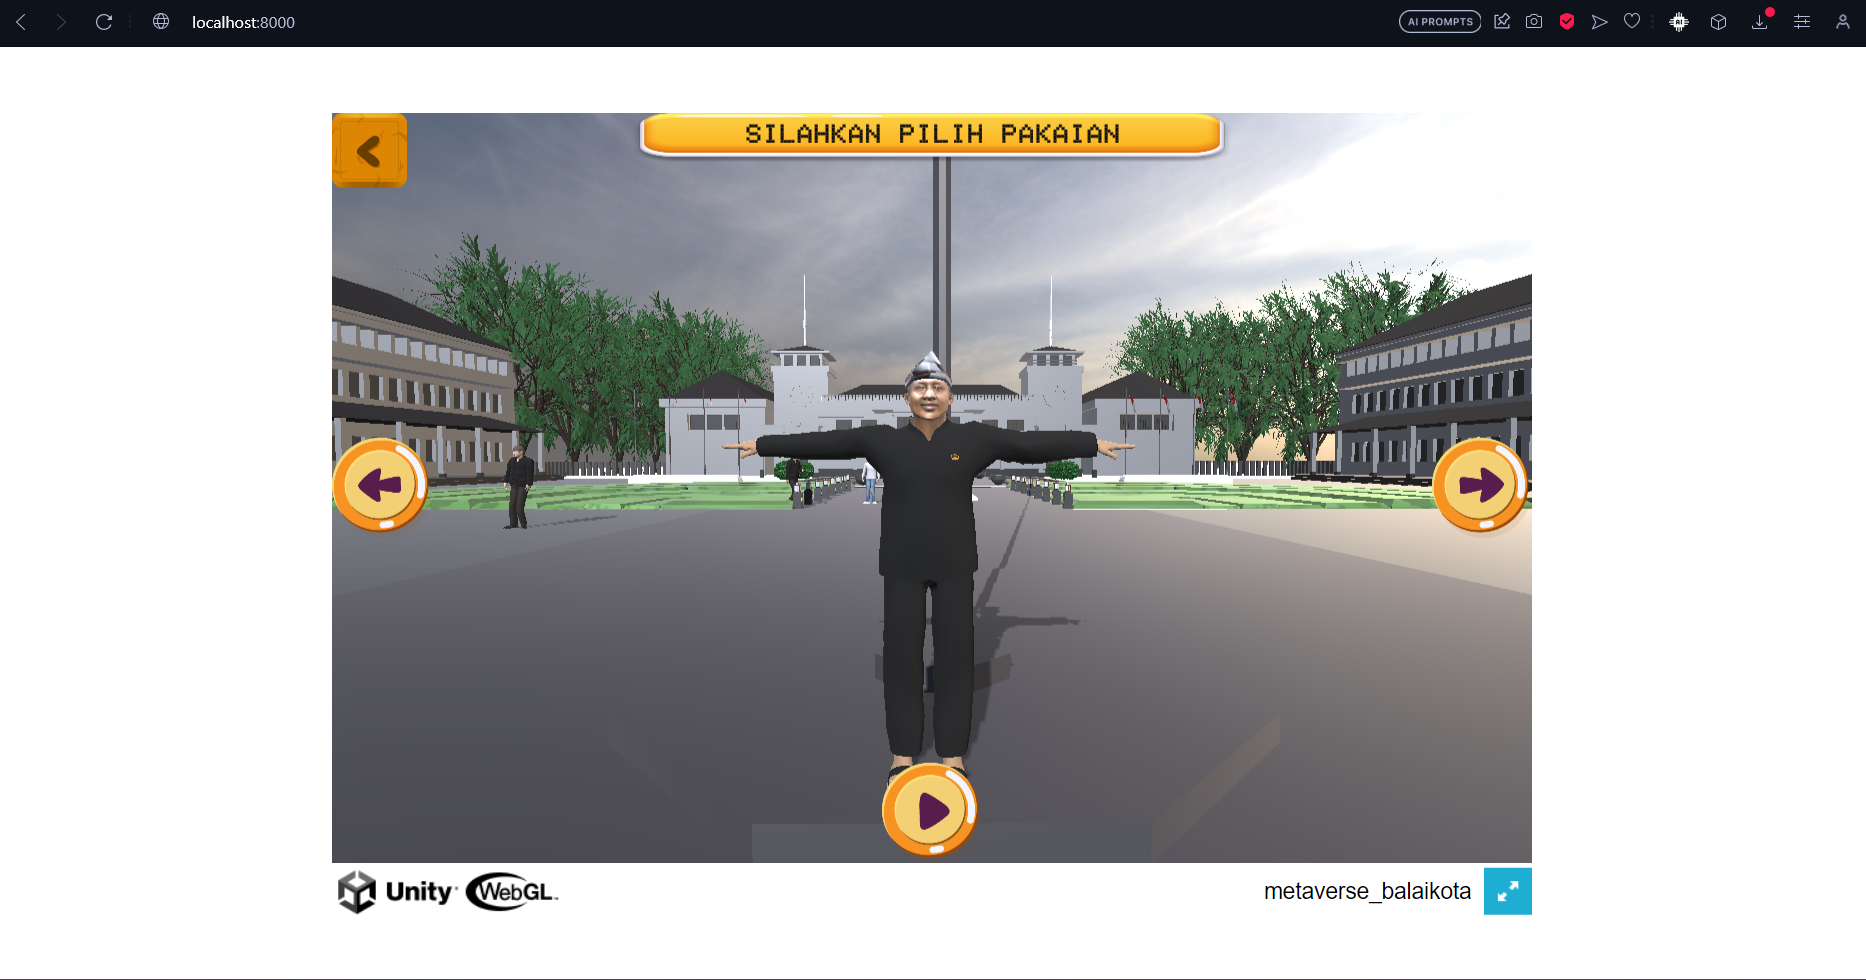 localhost:8000
AI PROMPTS
SILAHKAN PILIH PAKAIAN
Unity
WebGL
metaverse_balaikota